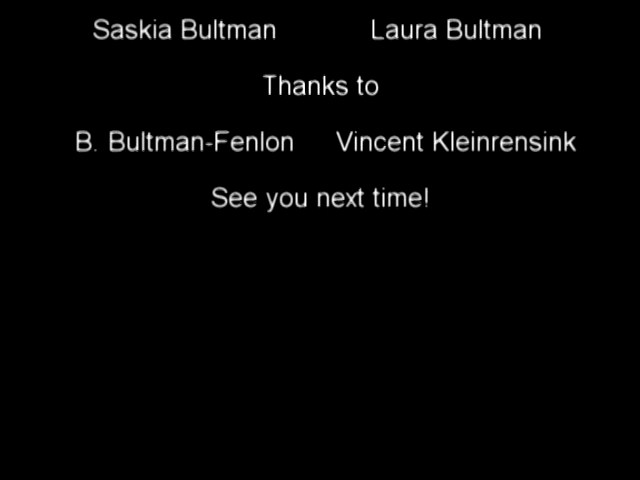 Saskia Bultman Laura Bultman
Thanks to
B. Bultman-Fenlon Vincent Kleinrensink
See you next time!